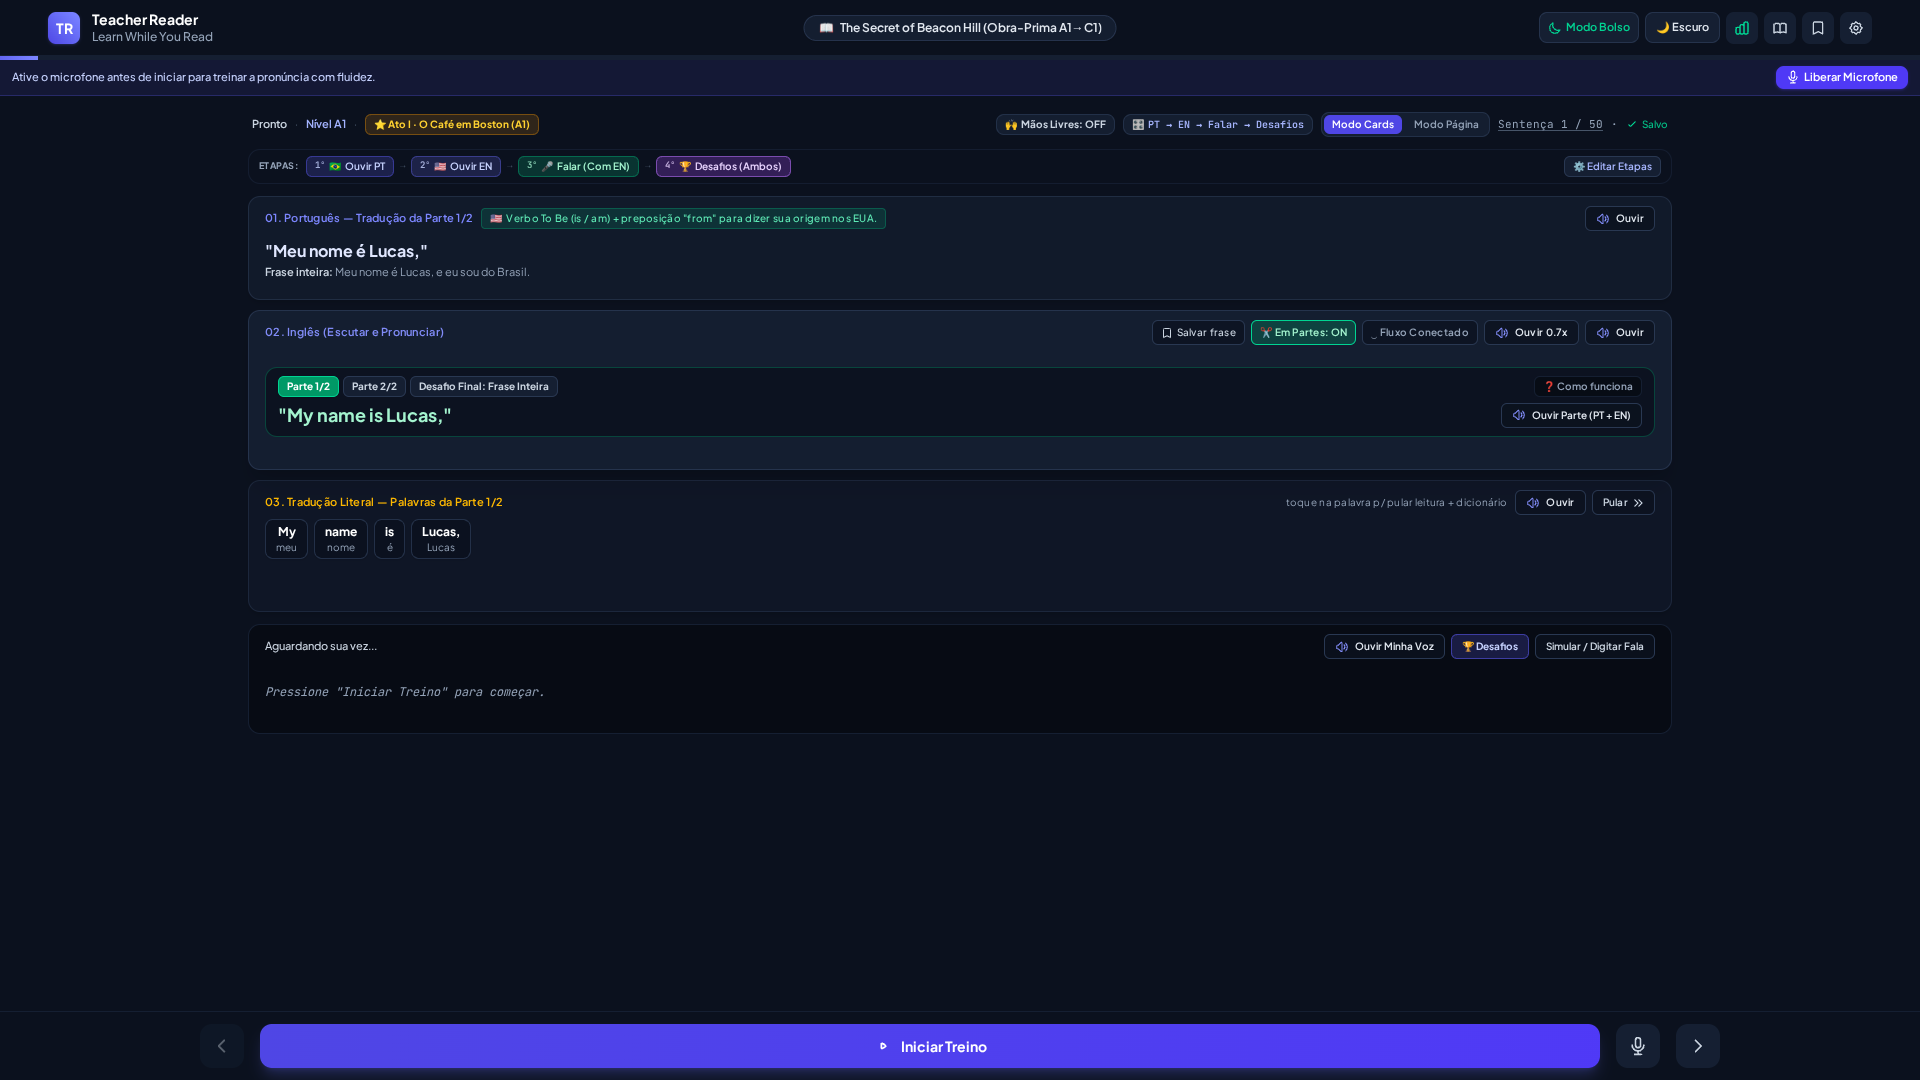 TR
TeacherReader
Learn While You Read
📖 The Secret of Beacon Hill (Obra-Prima A1→C1)
Modo Bolso
🌙 Escuro
Ative o microfone antes de iniciar para treinar a pronúncia com fluidez.
Liberar Microfone
Pronto · Nível A1 · ⭐ Ato I · O Café em Boston (A1)
🙌 Mãos Livres: OFF
🎛️ PT → EN → Falar → Desafios
Modo Cards
Modo Página
Sentença 1 / 50 · ✓ Salvo
ETAPAS: 1° 🇧🇷 Ouvir PT → 2° 🇺🇸 Ouvir EN → 3° 🎤 Falar (Com EN) → 4° 🏆 Desafios (Ambos)
⚙️ Editar Etapas
01. Português — Tradução da Parte 1/2
🇺🇸 Verbo To Be (is / am) + preposição "from" para dizer sua origem nos EUA.
Ouvir
"Meu nome é Lucas,"
Frase inteira: Meu nome é Lucas, e eu sou do Brasil.
02. Inglês (Escutar e Pronunciar)
Salvar frase
✂️ Em Partes: ON
Fluxo Conectado
Ouvir 0.7x
Ouvir
Parte 1/2
Parte 2/2
Desafio Final: Frase Inteira
❓ Como funciona
"My name is Lucas,"
Ouvir Parte (PT + EN)
03. Tradução Literal — Palavras da Parte 1/2
toque na palavra p/ pular leitura + dicionário
Ouvir
Pular
My name is Lucas,
meu nome é Lucas
Aguardando sua vez...
Ouvir Minha Voz
🏆 Desafios
Simular / Digitar Fala
Pressione "Iniciar Treino" para começar.
Iniciar Treino